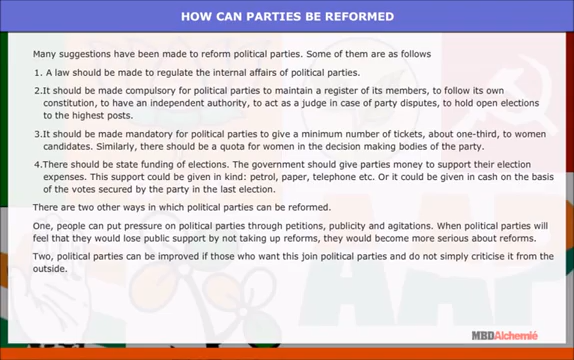 HOW CAN PARTIES BE REFORMED
Many suggestions have been made to reform political parties. Some of them are as follows
1. A law should be made to regulate the internal affairs of political parties.
2.It should be made compulsory for political parties to maintain a register of its members, to follow its own
constitution, to have an independent authority, to act as a judge in case of party disputes, to hold open elections
to the highest posts.
3.It should be made mandatory for political parties to give a minimum number of tickets, about one-third, to women
candidates. Similarly, there should be a quota for women in the decision making bodies of the party.
4.There should be state funding of elections. The government should give parties money to support their election
expenses. This support could be given in kind: petrol, paper, telephone etc. Or it could be given in cash on the basis
of the votes secured by the party in the last election.
There are two other ways in which political parties can be reformed.
One, people can put pressure on political parties through petitions, publicity and agitations. When political parties will
feel that they would lose public support by not taking up reforms, they would become more serious about reforms.
Two, political parties can be improved if those who want this join political parties and do not simply criticise it from the
outside.
AAP
MBDAlchemié